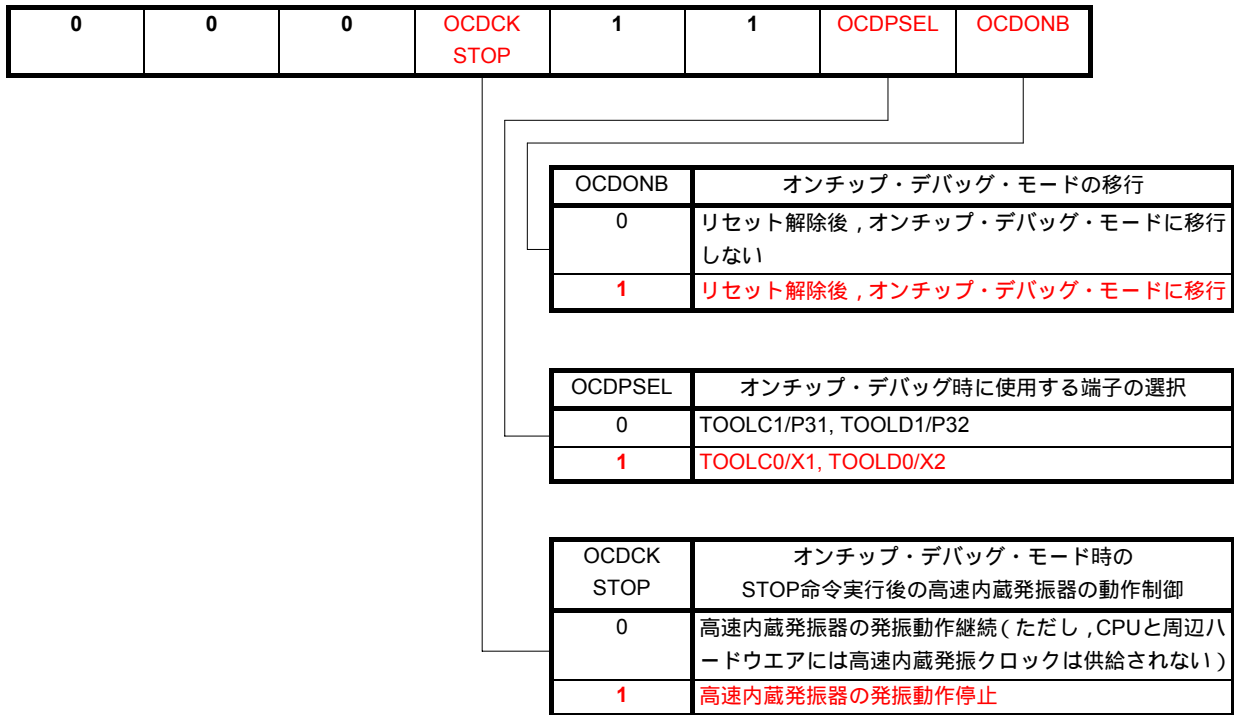 0 0 0 OCDCK 1 1 OCDPSEL OCDONB
STOP
OCDONB オンチップ・デバッグ・モードの移行
0 リセット解除後，オンチップ・デバッグ・モードに移行
しない
1 リセット解除後，オンチップ・デバッグ・モードに移行
OCDPSEL オンチップ・デバッグ時に使用する端子の選択
0 TOOLC1/P31, TOOLD1/P32
1 TOOLC0/X1, TOOLD0/X2
OCDCK オンチップ・デバッグ・モード時の
STOP STOP命令実行後の高速内蔵発振器の動作制御
0 高速内蔵発振器の発振動作継続（ただし，CPUと周辺ハ
ードウエアには高速内蔵発振クロックは供給されない）
1 高速内蔵発振器の発振動作停止